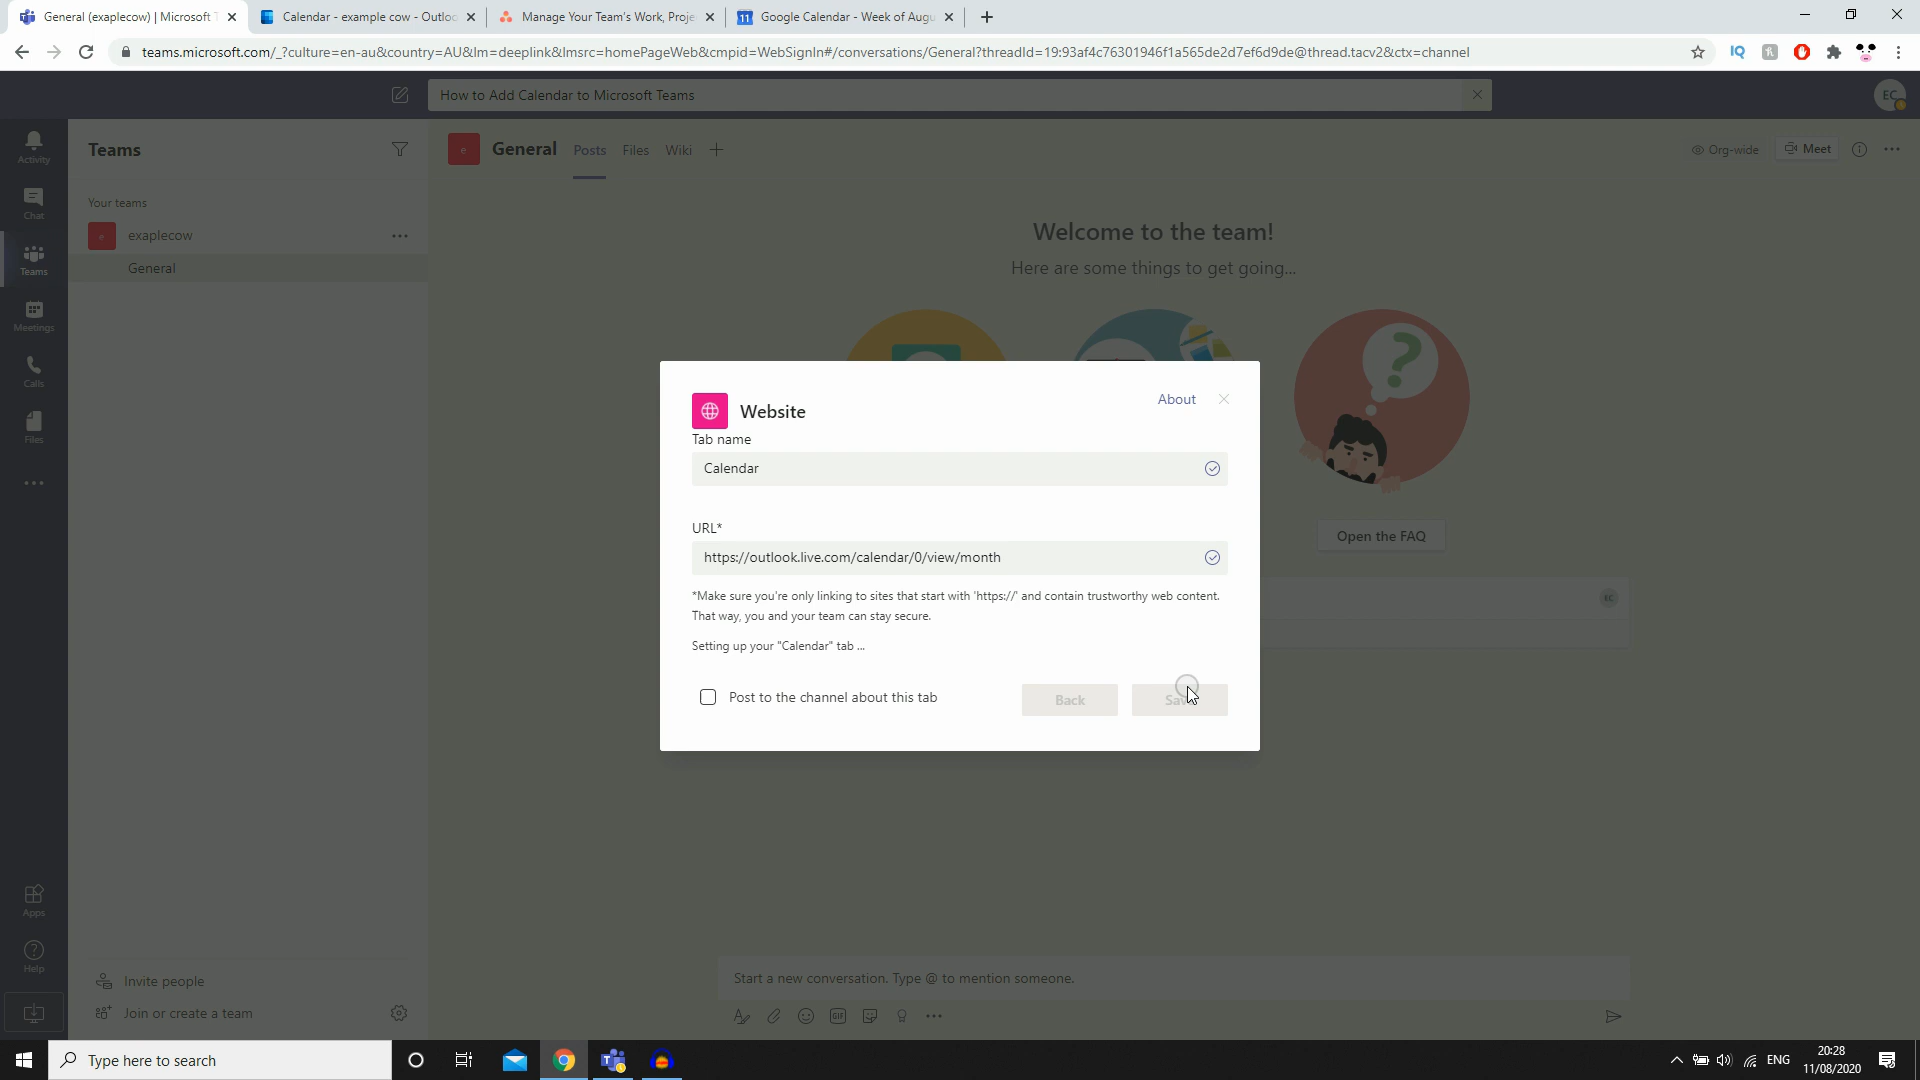 General (exaplecow) | Microsoft T
Calendar - example cow - Outloo
Manage Your Team's Work, Proje
Google Calendar - Week of Augu
teams.microsoft.com/_?culture=en-au&country=AU&lm=deeplink&lmsrc=homePageWeb&cmpid=WebSignIn#/conversations/General?threadId=19:93af4c76301946f1a565de2d7ef6d9de@thread.tacv2&ctx=channel
How to Add Calendar to Microsoft Teams
EC
Activity
Chat
Teams
Meetings
Calls
Files
Apps
Help
Teams
Your teams
e
exaplecow
General
Invite people
Join or create a team
e
General
Posts
Files
Wiki
Org-wide
Meet
Welcome to the team!
Here are some things to get going...
Open the FAQ
EC
Website
About
Tab name
Calendar
URL*
https://outlook.live.com/calendar/0/view/month
*Make sure you're only linking to sites that start with 'https://' and contain trustworthy web content.
That way, you and your team can stay secure.
Setting up your "Calendar" tab ...
Post to the channel about this tab
Back
Save
Start a new conversation. Type @ to mention someone.
GIF
Type here to search
ENG
20:28
11/08/2020